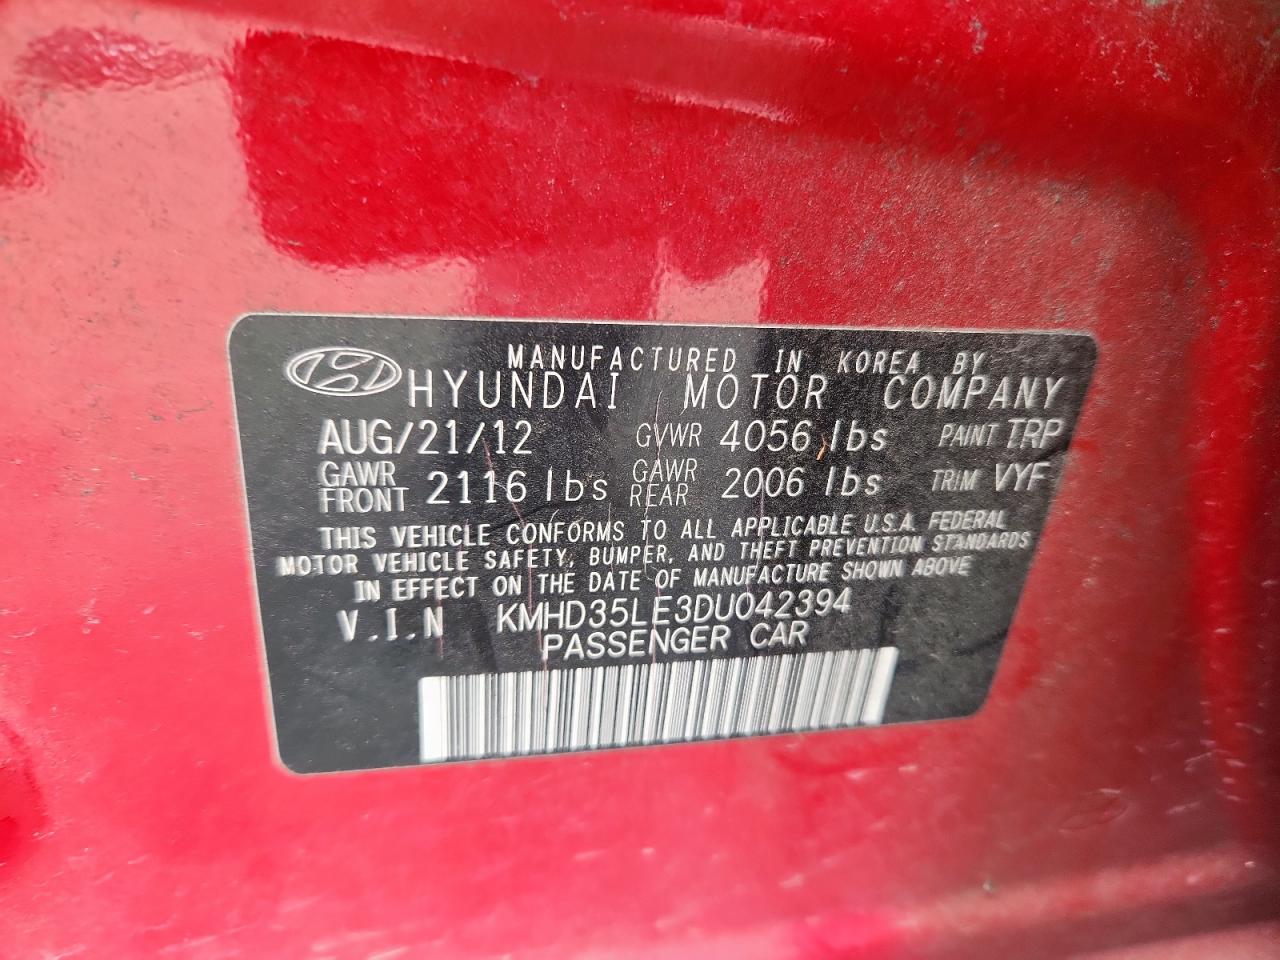 MANUFACTURED IN KOREA BY
HYUNDAI MOTOR COMPANY
AUG/21/12 GVWR 4056 lbs PAINT TRP
GAWR FRONT 2116 lbs GAWR REAR 2006 lbs TRIM VYF
THIS VEHICLE CONFORMS TO ALL APPLICABLE U.S.A. FEDERAL
MOTOR VEHICLE SAFETY, BUMPER, AND THEFT PREVENTION STANDARDS
IN EFFECT ON THE DATE OF MANUFACTURE SHOWN ABOVE
V.I.N KMHD35LE3DU042394
PASSENGER CAR